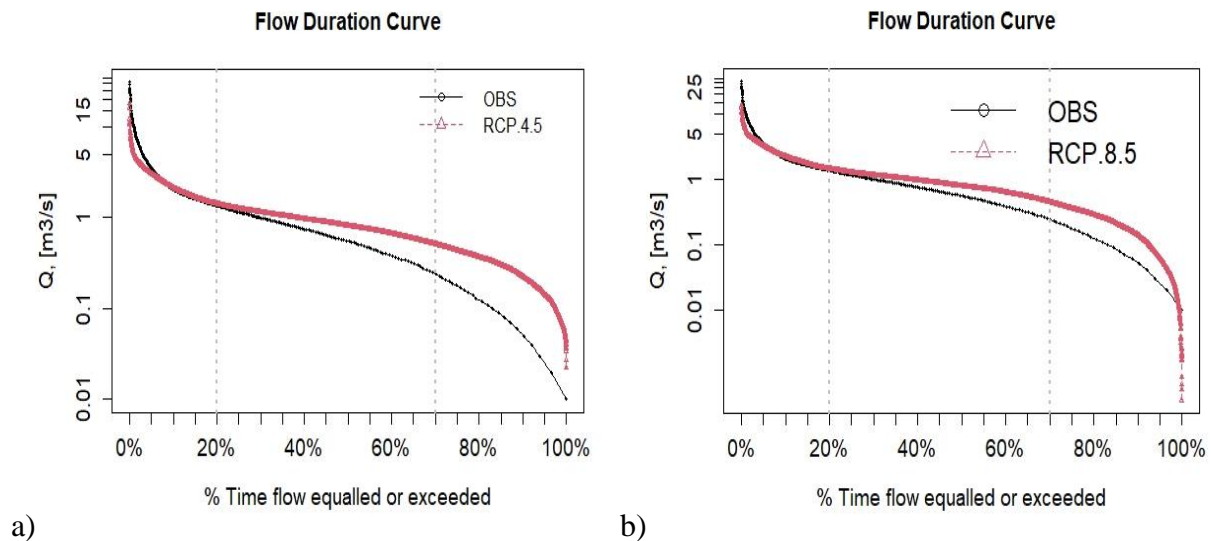 Flow Duration Curve
Q, [m3/s]
15
5
1
0.1
0.01
OBS
RCP.4.5
0% 20% 40% 60% 80% 100%
% Time flow equalled or exceeded
a)
Flow Duration Curve
Q, [m3/s]
25
5
1
0.1
0.01
OBS
RCP.8.5
0% 20% 40% 60% 80% 100%
% Time flow equalled or exceeded
b)